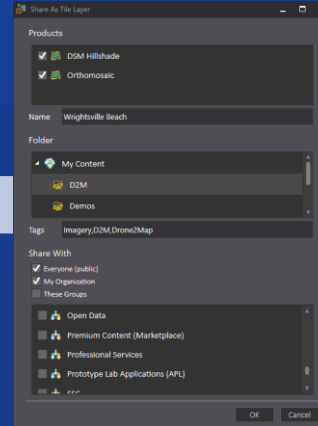 Share As Tile Layer
Products
DSM Hillshade
Orthomosaic
Name Wrightsville Beach
Folder
My Content
D2M
Demos
Tags Imagery,D2M,Drone2Map
Share With
Everyone (public)
My Organization
These Groups
Open Data
Premium Content (Marketplace)
Professional Services
Prototype Lab Applications (APL)
OK Cancel